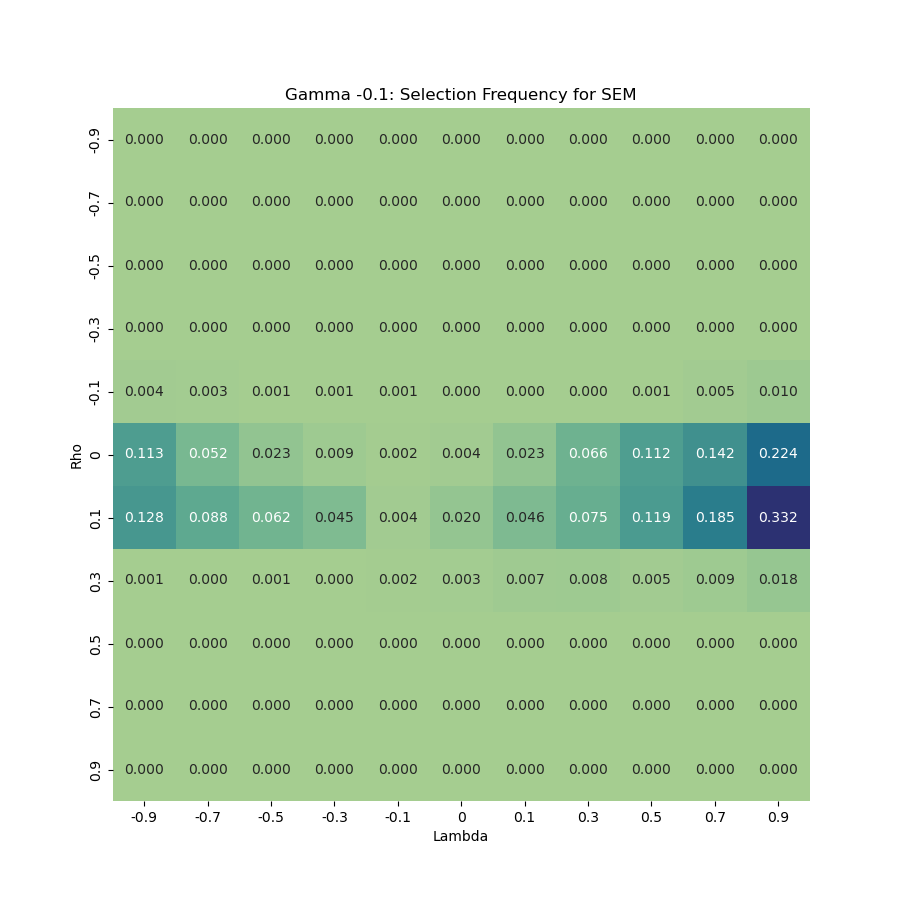 Gamma -0.1: Selection Frequency for SEM
-0.9 0.000 0.000 0.000 0.000 0.000 0.000 0.000 0.000 0.000 0.000 0.000
-0.7 0.000 0.000 0.000 0.000 0.000 0.000 0.000 0.000 0.000 0.000 0.000
-0.5 0.000 0.000 0.000 0.000 0.000 0.000 0.000 0.000 0.000 0.000 0.000
-0.3 0.000 0.000 0.000 0.000 0.000 0.000 0.000 0.000 0.000 0.000 0.000
-0.1 0.004 0.003 0.001 0.001 0.001 0.000 0.000 0.000 0.001 0.005 0.010
Rho
0 0.113 0.052 0.023 0.009 0.002 0.004 0.023 0.066 0.112 0.142 0.224
0.1 0.128 0.088 0.062 0.045 0.004 0.020 0.046 0.075 0.119 0.185 0.332
0.3 0.001 0.000 0.001 0.000 0.002 0.003 0.007 0.008 0.005 0.009 0.018
0.5 0.000 0.000 0.000 0.000 0.000 0.000 0.000 0.000 0.000 0.000 0.000
0.7 0.000 0.000 0.000 0.000 0.000 0.000 0.000 0.000 0.000 0.000 0.000
0.9 0.000 0.000 0.000 0.000 0.000 0.000 0.000 0.000 0.000 0.000 0.000
-0.9 -0.7 -0.5 -0.3 -0.1 0 0.1 0.3 0.5 0.7 0.9
Lambda